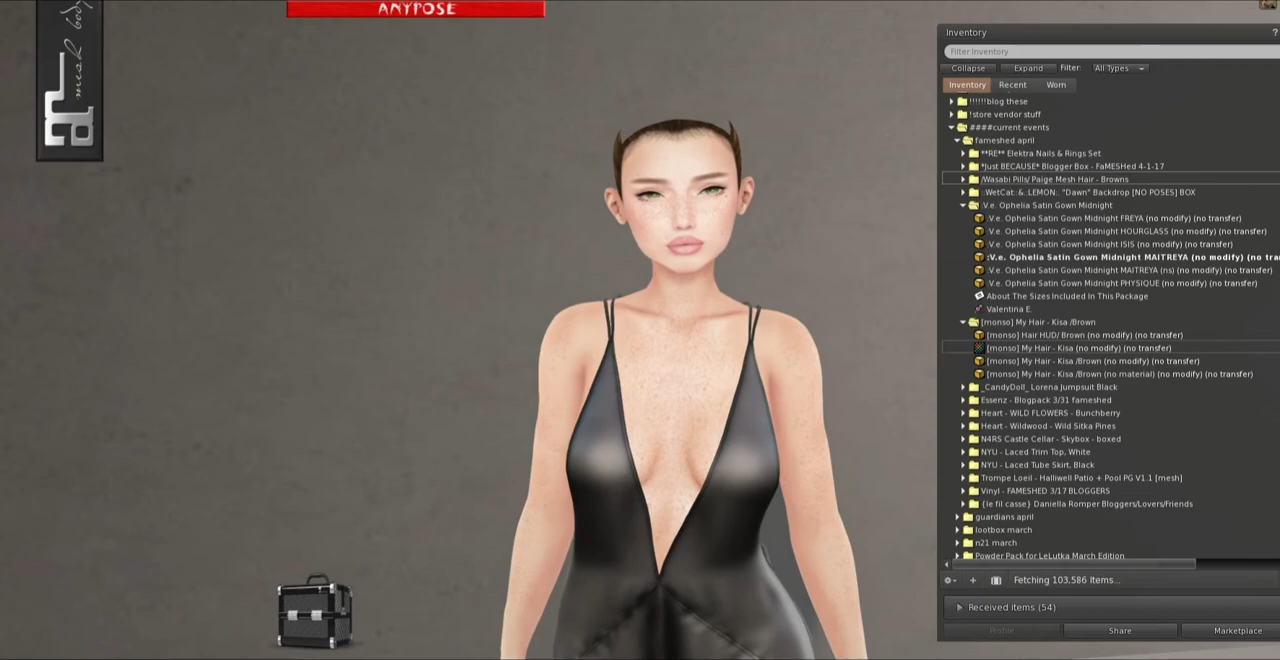 mesh body
ANYPOSE
Inventory
?
Filter Inventory
Collapse
Expand
Filter:
All Types
Inventory
Recent
Worn
!!!!!!blog these
!store vendor stuff
####current events
fameshed april
**RE** Elektra Nails & Rings Set
*Just BECAUSE* Blogger Box - FaMESHed 4-1-17
/Wasabi Pills/ Paige Mesh Hair - Browns
::WetCat::&::LEMON:: "Dawn" Backdrop [NO POSES] BOX
:V.e. Ophelia Satin Gown Midnight
:V.e. Ophelia Satin Gown Midnight FREYA (no modify) (no transfer)
:V.e. Ophelia Satin Gown Midnight HOURGLASS (no modify) (no transfer)
:V.e. Ophelia Satin Gown Midnight ISIS (no modify) (no transfer)
:V.e. Ophelia Satin Gown Midnight MAITREYA (no modify) (no tra
:V.e. Ophelia Satin Gown Midnight MAITREYA (ns) (no modify) (no transfer)
:V.e. Ophelia Satin Gown Midnight PHYSIQUE (no modify) (no transfer)
About The Sizes Included In This Package
Valentina E.
[monso] My Hair - Kisa /Brown
[monso] Hair HUD/ Brown (no modify) (no transfer)
[monso] My Hair - Kisa (no modify) (no transfer)
[monso] My Hair - Kisa /Brown (no modify) (no transfer)
[monso] My Hair - Kisa /Brown (no material) (no modify) (no transfer)
_CandyDoll_ Lorena Jumpsuit Black
Essenz - Blogpack 3/31 fameshed
Heart - WILD FLOWERS - Bunchberry
Heart - Wildwood - Wild Sitka Pines
N4RS Castle Cellar - Skybox - boxed
NYU - Laced Trim Top, White
NYU - Laced Tube Skirt, Black
Trompe Loeil - Halliwell Patio + Pool PG V1.1 [mesh]
Vinyl - FAMESHED 3/17 BLOGGERS
{le fil casse} Daniella Romper Bloggers/Lovers/Friends
guardians april
lootbox march
n21 march
Powder Pack for LeLutka March Edition
Fetching 103,586 Items...
Received items (54)
Profile
Share
Marketplace